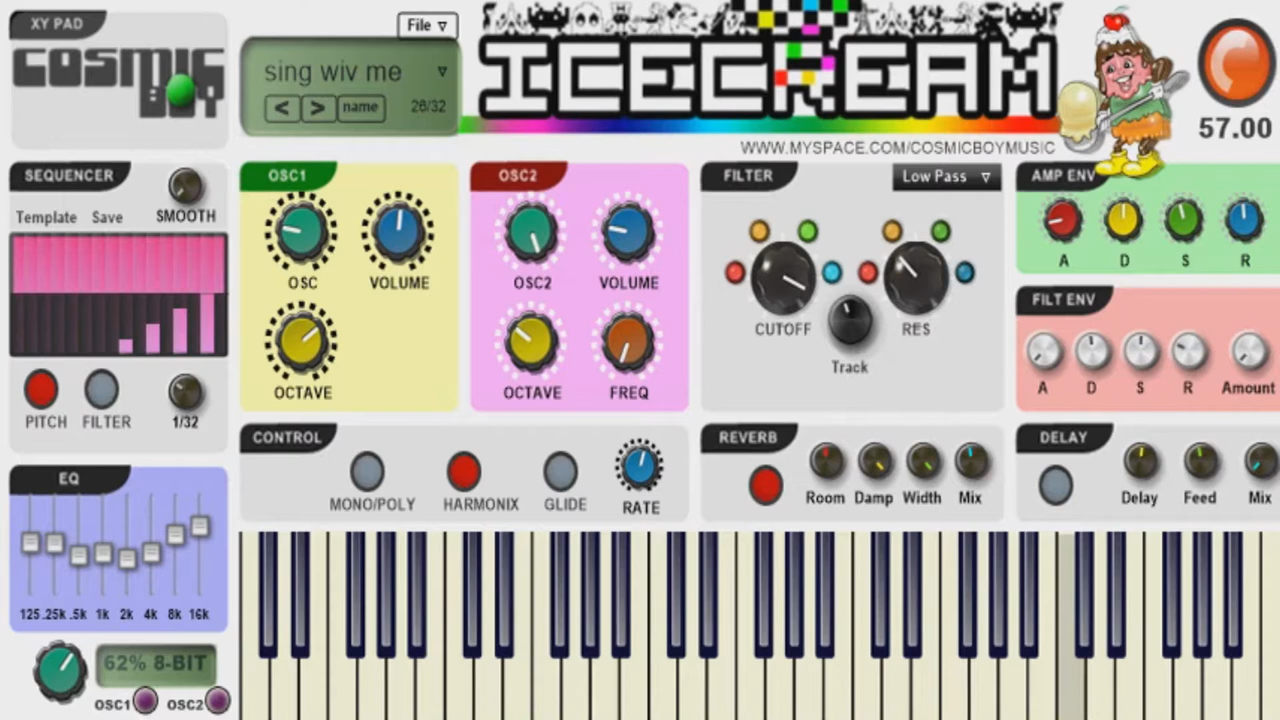 XY PAD
COSMIC
BOY
File
sing wiv me
< > name 26/32
ICECREAM
WWW.MYSPACE.COM/COSMICBOYMUSIC
57.00
SEQUENCER
Template Save SMOOTH
PITCH FILTER 1/32
OSC1
OSC VOLUME
OCTAVE
OSC2
OSC2 VOLUME
OCTAVE FREQ
FILTER Low Pass
CUTOFF RES
Track
AMP ENV
A D S R
FILT ENV
A D S R Amount
EQ
125 .25k .5k 1k 2k 4k 8k 16k
62% 8-BIT
OSC1 OSC2
CONTROL
MONO/POLY HARMONIX GLIDE RATE
REVERB
Room Damp Width Mix
DELAY
Delay Feed Mix